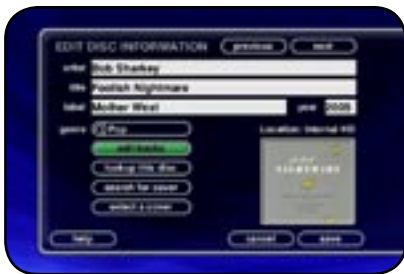 EDIT DISC INFORMATION previous next
artist Bob Sharkey
title Foolish Nightmare
label Mother West year 2005
genre Pop Location: Internal HD
edit tracks
lookup this disc
search for cover
select a cover
NIGHTMARE
help cancel save